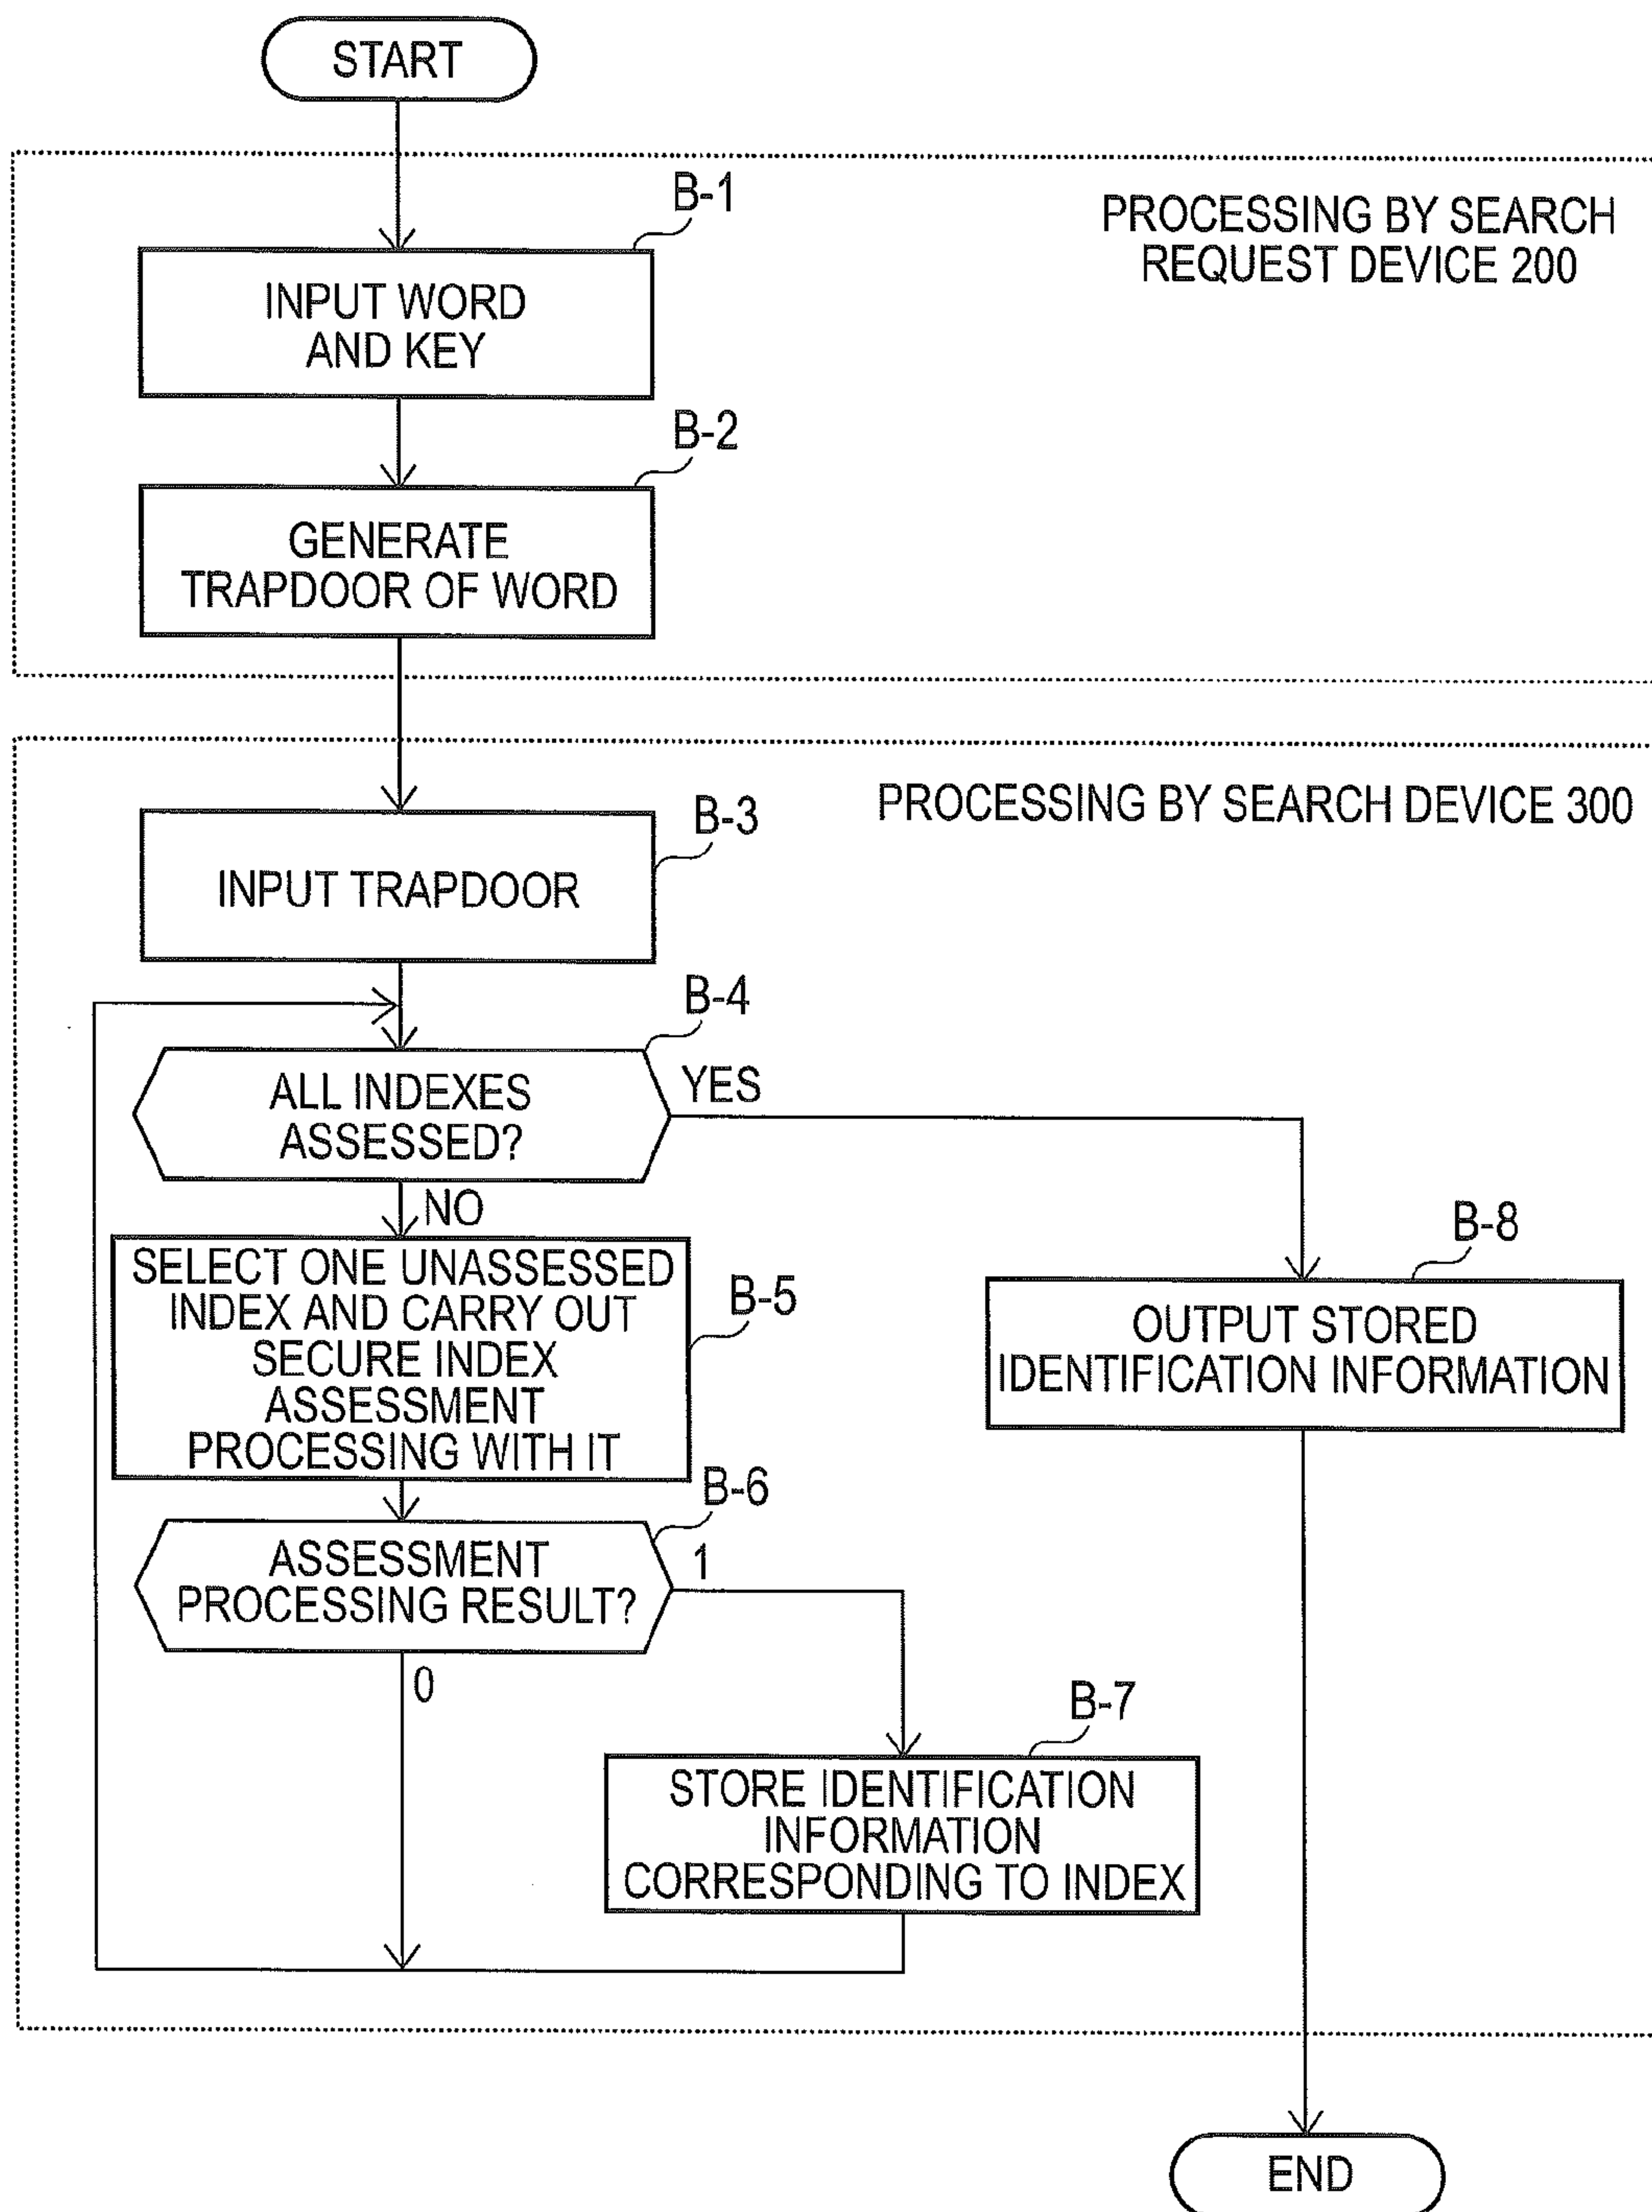 START
B-1
PROCESSING BY SEARCH
REQUEST DEVICE 200
INPUT WORD
AND KEY
B-2
GENERATE
TRAPDOOR OF WORD
PROCESSING BY SEARCH DEVICE 300
B-3
INPUT TRAPDOOR
B-4
ALL INDEXES
ASSESSED?
YES
NO
B-5
SELECT ONE UNASSESSED
INDEX AND CARRY OUT
SECURE INDEX
ASSESSMENT
PROCESSING WITH IT
B-8
OUTPUT STORED
IDENTIFICATION INFORMATION
B-6
ASSESSMENT
PROCESSING RESULT?
1
0
B-7
STORE IDENTIFICATION
INFORMATION
CORRESPONDING TO INDEX
END